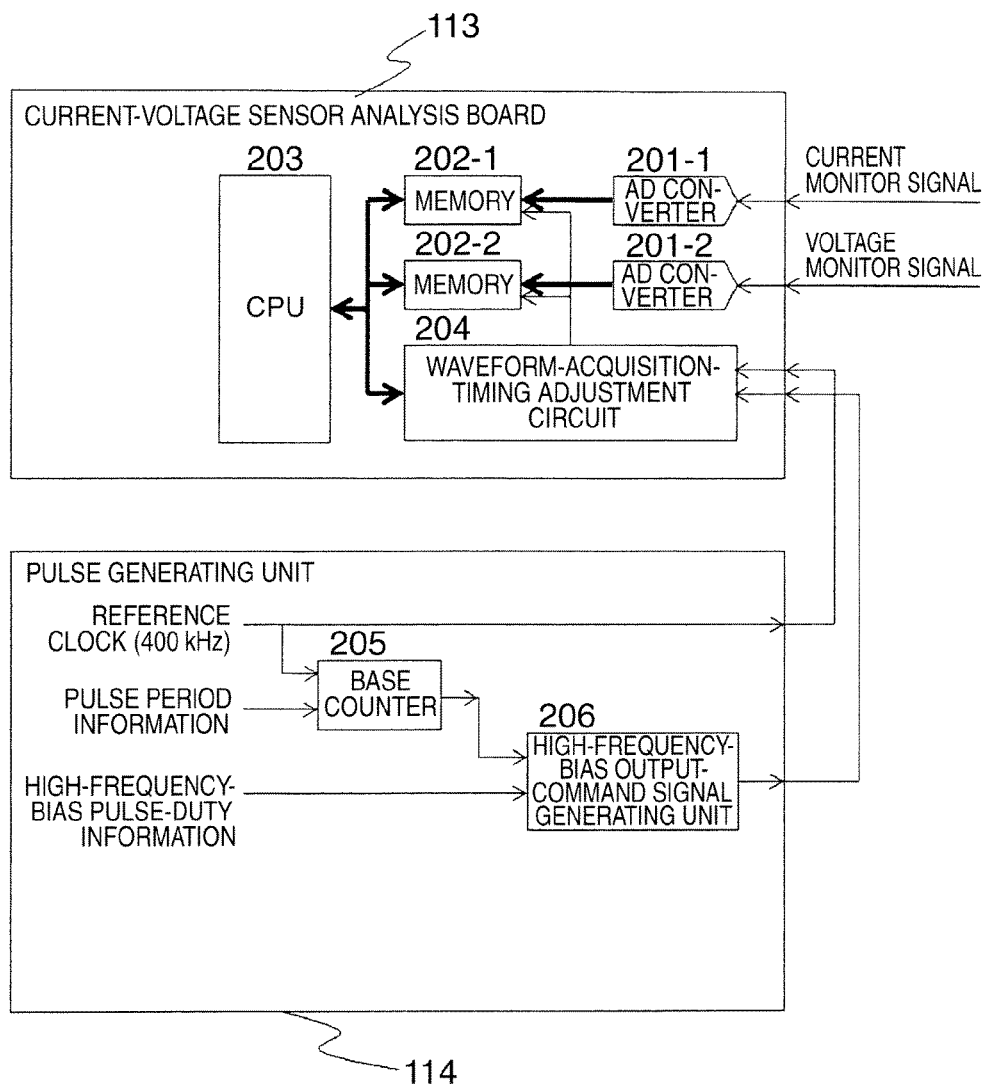 113
CURRENT-VOLTAGE SENSOR ANALYSIS BOARD
203
CPU
202-1
MEMORY
202-2
MEMORY
201-1
AD CON-
VERTER
201-2
AD CON-
VERTER
CURRENT
MONITOR SIGNAL
VOLTAGE
MONITOR SIGNAL
204
WAVEFORM-ACQUISITION-
TIMING ADJUSTMENT
CIRCUIT
PULSE GENERATING UNIT
REFERENCE
CLOCK (400 kHz)
205
BASE
COUNTER
PULSE PERIOD
INFORMATION
206
HIGH-FREQUENCY-
BIAS OUTPUT-
COMMAND SIGNAL
GENERATING UNIT
HIGH-FREQUENCY-
BIAS PULSE-DUTY
INFORMATION
114